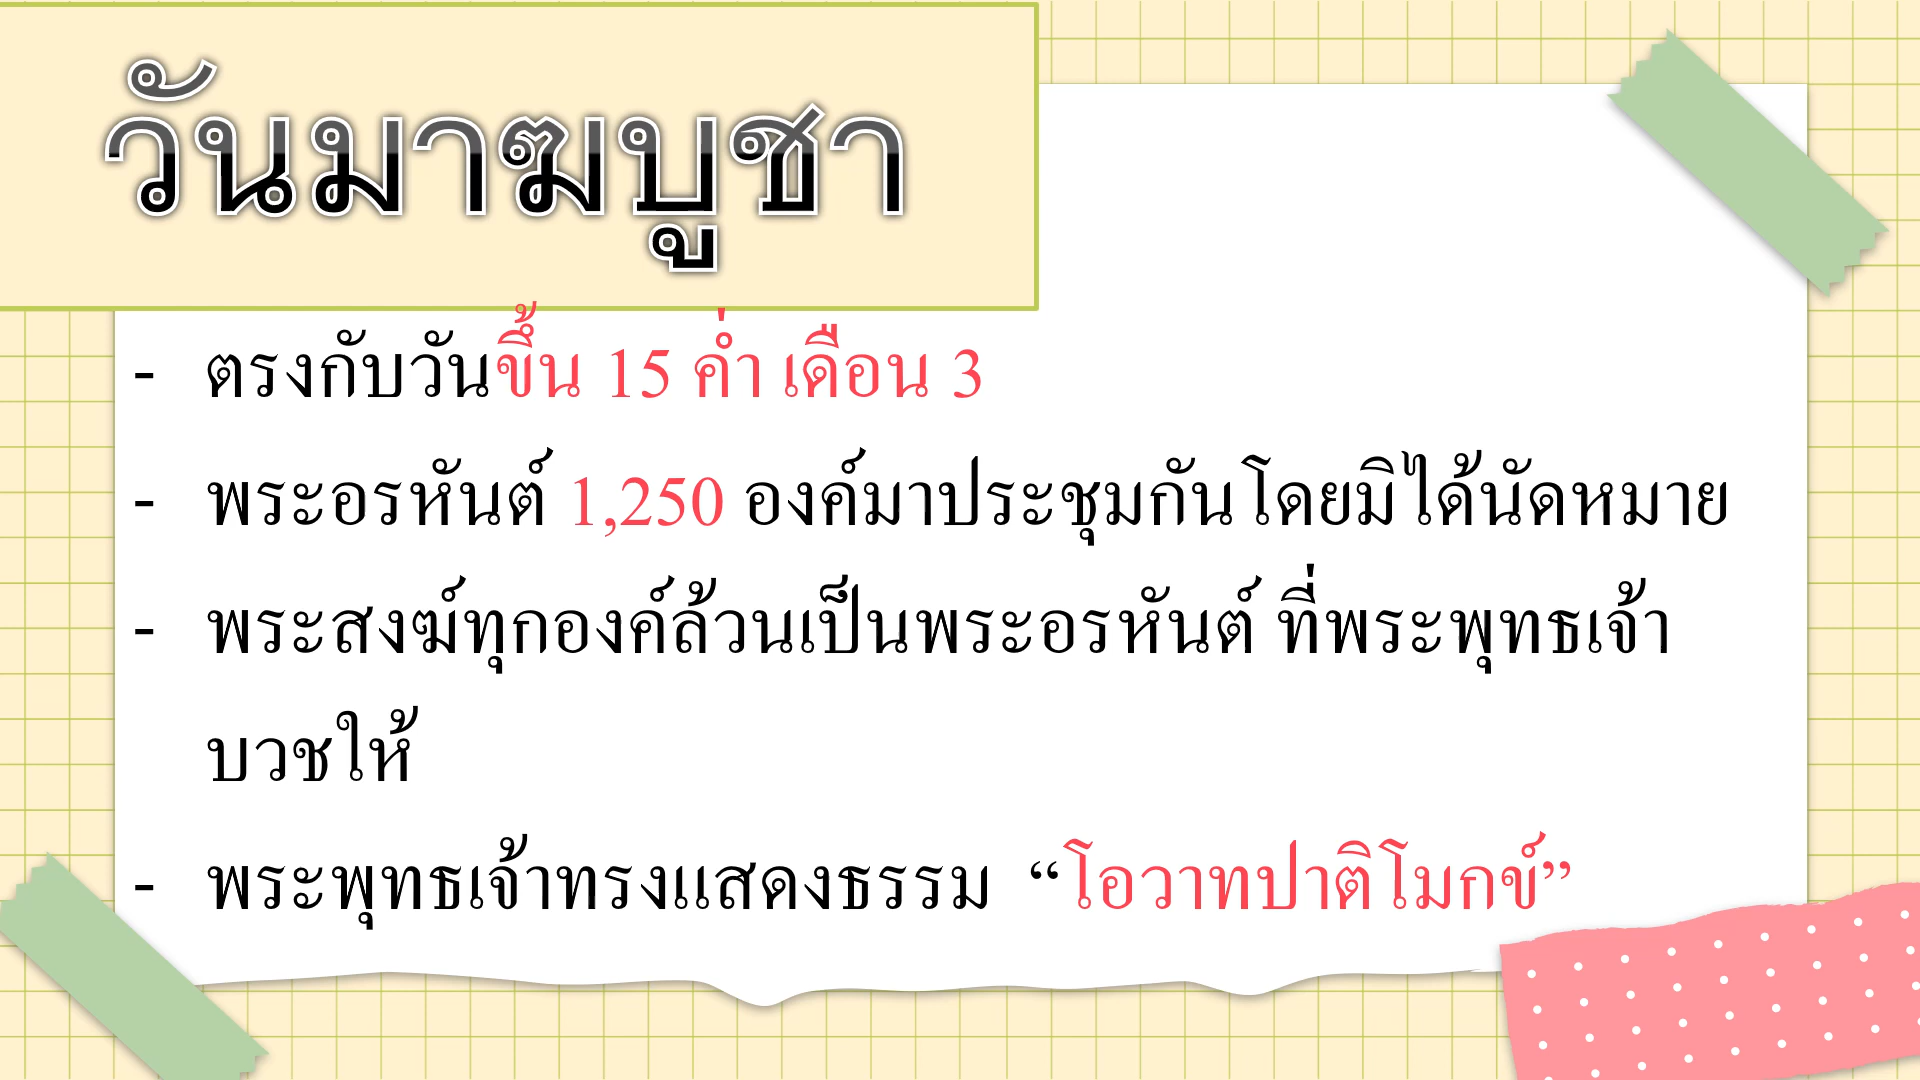 วันมาฆบูชา
- ตรงกับวันขึ้น 15 ค่ำ เดือน 3
- พระอรหันต์ 1,250 องค์มาประชุมกันโดยมิได้นัดหมาย
- พระสงฆ์ทุกองค์ล้วนเป็นพระอรหันต์ ที่พระพุทธเจ้า
บวชให้
- พระพุทธเจ้าทรงแสดงธรรม “โอวาทปาติโมกข์”